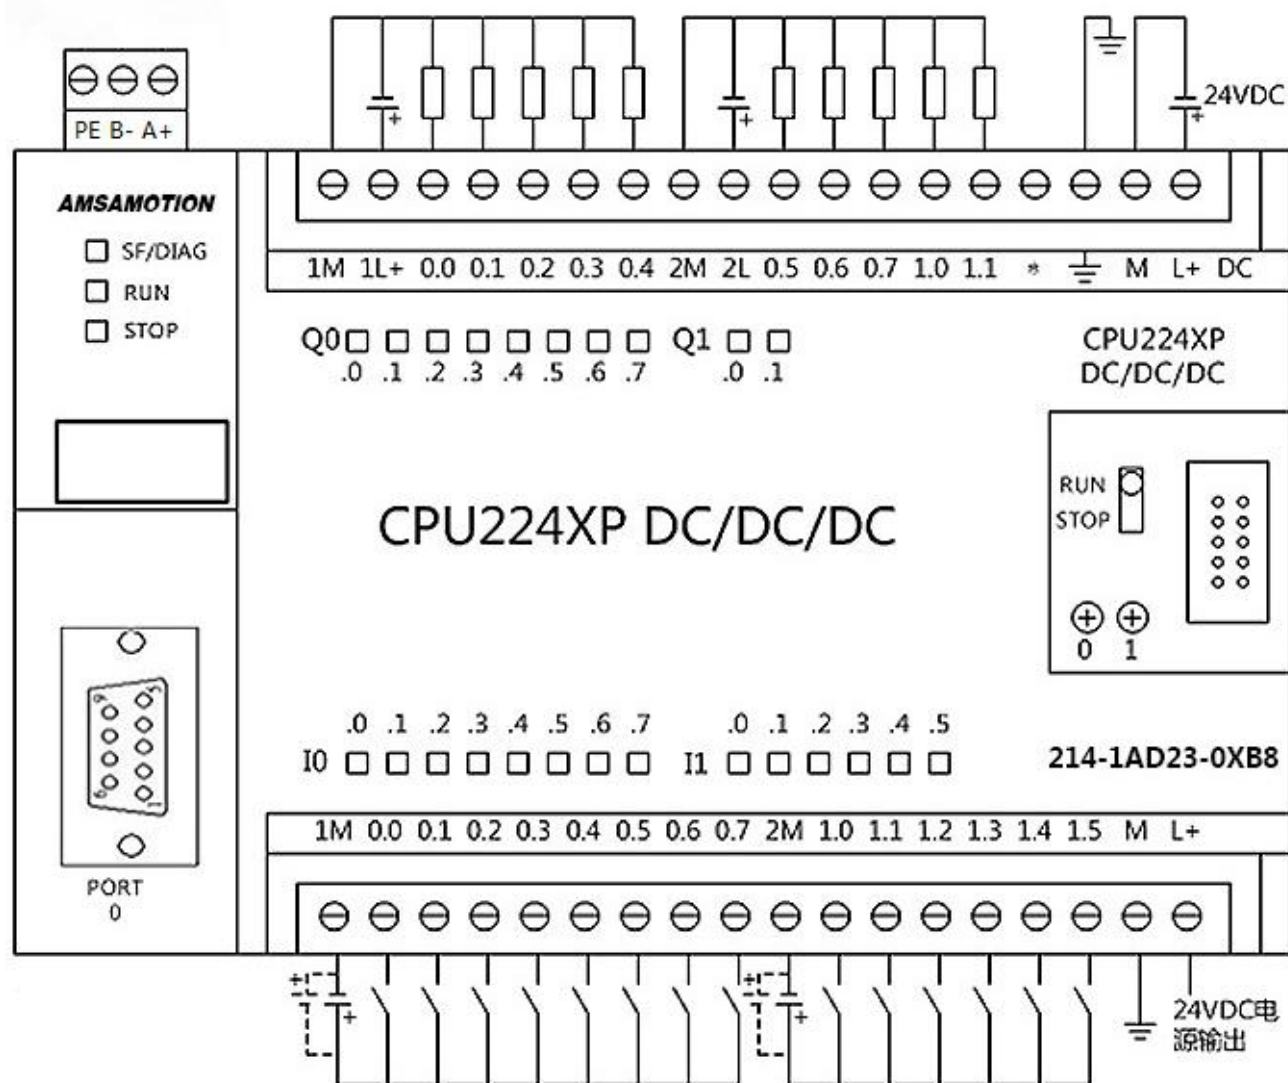 24VDC
PE B- A+
AMSAMOTION
SF/DIAG
RUN
STOP
1M 1L+ 0.0 0.1 0.2 0.3 0.4 2M 2L 0.5 0.6 0.7 1.0 1.1 * M L+ DC
Q0 Q1
.0 .1 .2 .3 .4 .5 .6 .7 .0 .1
CPU224XP
DC/DC/DC
RUN
STOP
CPU224XP DC/DC/DC
0 1
.0 .1 .2 .3 .4 .5 .6 .7 .0 .1 .2 .3 .4 .5
I0 I1
214-1AD23-0XB8
1M 0.0 0.1 0.2 0.3 0.4 0.5 0.6 0.7 2M 1.0 1.1 1.2 1.3 1.4 1.5 M L+
PORT
0
24VDC电
源输出